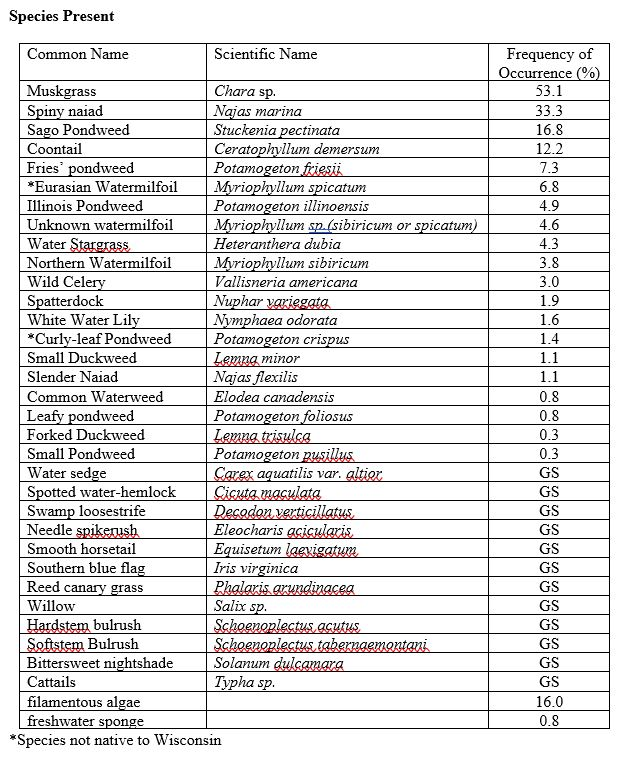 Species Present
Common Name Scientific Name Frequency of
Occurrence (%)
Muskgrass Chara sp. 53.1
Spiny naiad Najas marina 33.3
Sago Pondweed Stuckenia pectinata 16.8
Coontail Ceratophyllum demersum 12.2
Fries’ pondweed Potamogeton friesii 7.3
*Eurasian Watermilfoil Myriophyllum spicatum 6.8
Illinois Pondweed Potamogeton illinoensis 4.9
Unknown watermilfoil Myriophyllum sp.(sibiricum or spicatum) 4.6
Water Stargrass Heteranthera dubia 4.3
Northern Watermilfoil Myriophyllum sibiricum 3.8
Wild Celery Vallisneria americana 3.0
Spatterdock Nuphar variegata 1.9
White Water Lily Nymphaea odorata 1.6
*Curly-leaf Pondweed Potamogeton crispus 1.4
Small Duckweed Lemna minor 1.1
Slender Naiad Najas flexilis 1.1
Common Waterweed Elodea canadensis 0.8
Leafy pondweed Potamogeton foliosus 0.8
Forked Duckweed Lemna trisulca 0.3
Small Pondweed Potamogeton pusillus 0.3
Water sedge Carex aquatilis var. altior GS
Spotted water-hemlock Cicuta maculata GS
Swamp loosestrife Decodon verticillatus GS
Needle spikerush Eleocharis acicularis GS
Smooth horsetail Equisetum laevigatum GS
Southern blue flag Iris virginica GS
Reed canary grass Phalaris arundinacea GS
Willow Salix sp. GS
Hardstem bulrush Schoenoplectus acutus GS
Softstem Bulrush Schoenoplectus tabernaemontani GS
Bittersweet nightshade Solanum dulcamara GS
Cattails Typha sp. GS
filamentous algae 16.0
freshwater sponge 0.8
*Species not native to Wisconsin